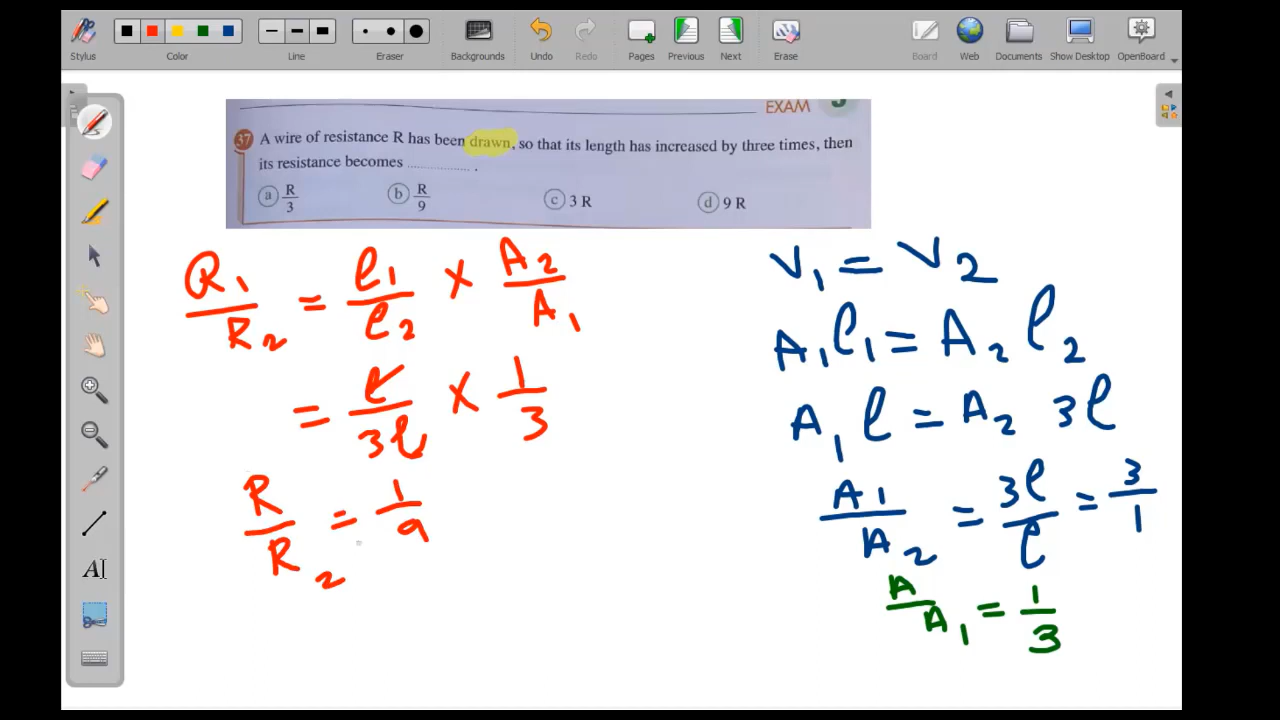 Stylus Color Line Eraser Backgrounds Undo Redo Pages Previous Next Erase Board Web Documents Show Desktop OpenBoard
EXAM
37 A wire of resistance R has been drawn, so that its length has increased by three times, then
its resistance becomes .................. .
a R/3 b R/9 c 3 R d 9 R
R1/R2 = l1/l2 × A2/A1
= l/3l × 1/3
R/R2 = 1/9
V1 = V2
A1 l1 = A2 l2
A1 l = A2 3l
A1/A2 = 3l/l = 3/1
A/A1 = 1/3